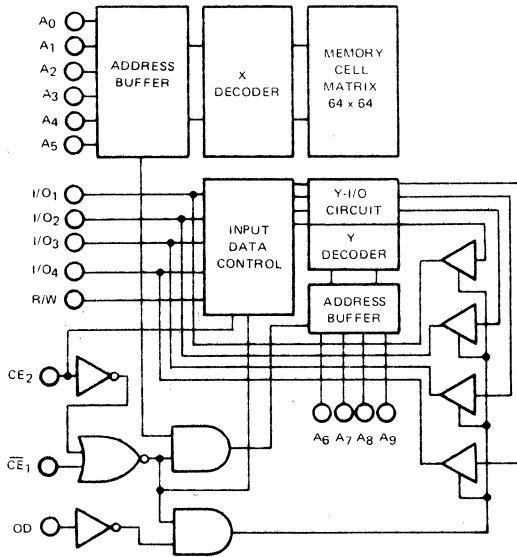 A0
A1
A2
A3
A4
A5
ADDRESS
BUFFER
X
DECODER
MEMORY
CELL
MATRIX
64 x 64
I/O1
I/O2
I/O3
I/O4
R/W
INPUT
DATA
CONTROL
Y-I/O
CIRCUIT
Y
DECODER
ADDRESS
BUFFER
A6 A7 A8 A9
CE2
C̅E̅1
OD